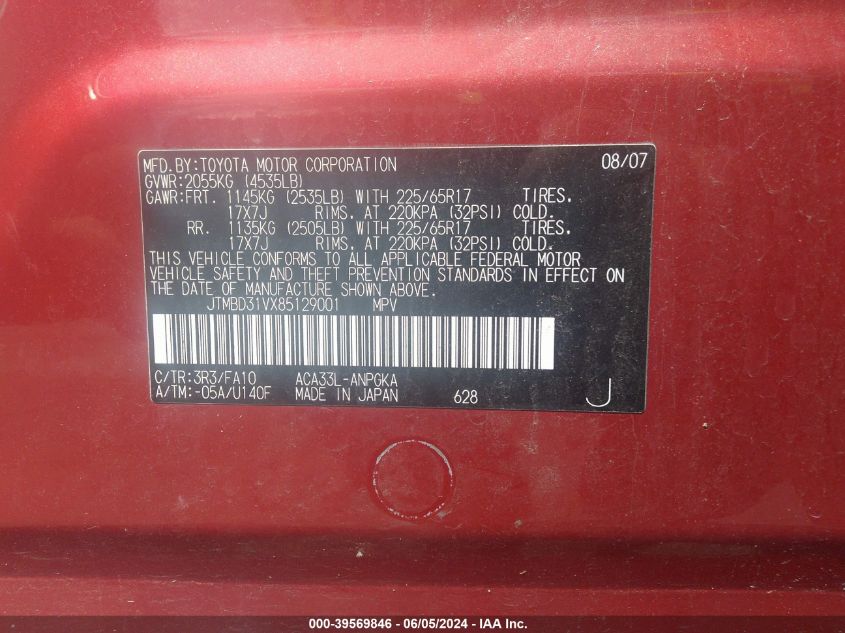 MFD.BY:TOYOTA MOTOR CORPORATION 08/07
GVWR:2055KG (4535LB)
GAWR:FRT. 1145KG (2535LB) WITH 225/65R17 TIRES.
17X7J RIMS, AT 220KPA (32PSI) COLD.
RR. 1135KG (2505LB) WITH 225/65R17 TIRES.
17X7J RIMS, AT 220KPA (32PSI) COLD.
THIS VEHICLE CONFORMS TO ALL APPLICABLE FEDERAL MOTOR
VEHICLE SAFETY AND THEFT PREVENTION STANDARDS IN EFFECT ON
THE DATE OF MANUFACTURE SHOWN ABOVE.
JTMBD31VX85129001 MPV
C/TR:3R3/FA10 ACA33L-ANPGKA
A/TM:-05A/U140F MADE IN JAPAN 628 J
000-39569846 - 06/05/2024 - IAA Inc.